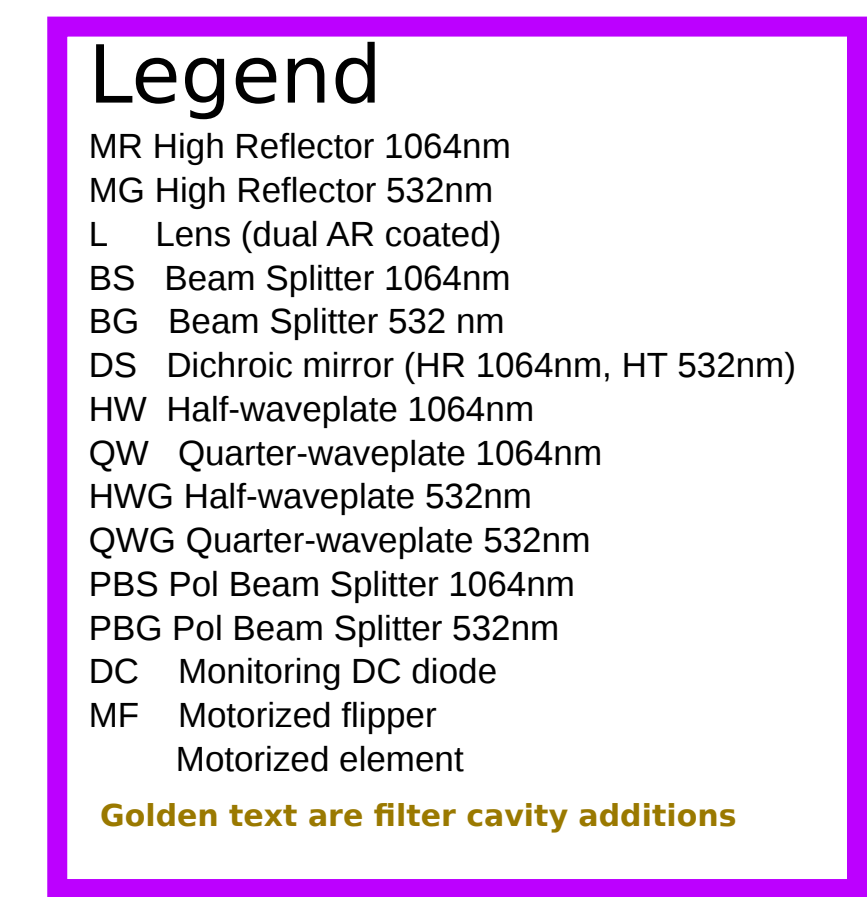 Legend
MR High Reflector 1064nm
MG High Reflector 532nm
L Lens (dual AR coated)
BS Beam Splitter 1064nm
BG Beam Splitter 532 nm
DS Dichroic mirror (HR 1064nm, HT 532nm)
HW Half-waveplate 1064nm
QW Quarter-waveplate 1064nm
HWG Half-waveplate 532nm
QWG Quarter-waveplate 532nm
PBS Pol Beam Splitter 1064nm
PBG Pol Beam Splitter 532nm
DC Monitoring DC diode
MF Motorized flipper
Motorized element
Golden text are filter cavity additions